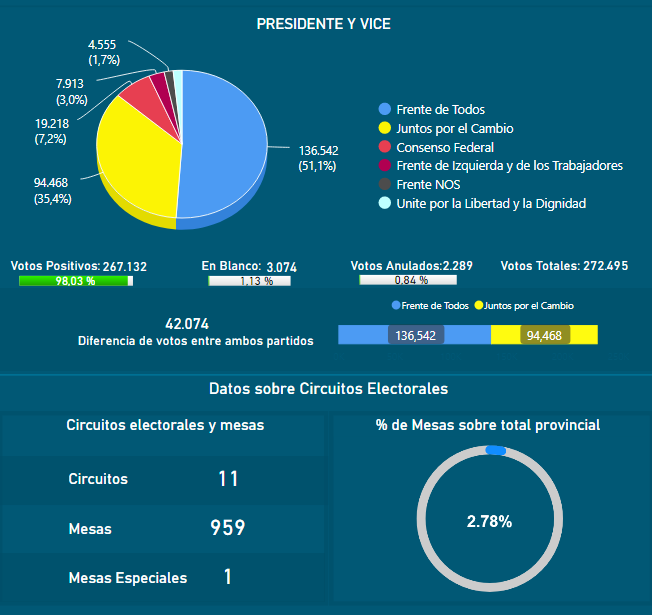 PRESIDENTE Y VICE
4.555
(1,7%)
7.913
(3,0%)
19.218
(7,2%)
94.468
(35,4%)
136.542
(51,1%)
Frente de Todos
Juntos por el Cambio
Consenso Federal
Frente de Izquierda y de los Trabajadores
Frente NOS
Unite por la Libertad y la Dignidad
Votos Positivos: 267.132
98,03 %
En Blanco: 3.074
1,13 %
Votos Anulados:2.289
0,84 %
Votos Totales: 272.495
42.074
Diferencia de votos entre ambos partidos
Frente de Todos Juntos por el Cambio
136,542 94,468
Datos sobre Circuitos Electorales
Circuitos electorales y mesas
Circuitos 11
Mesas 959
Mesas Especiales 1
% de Mesas sobre total provincial
2.78%